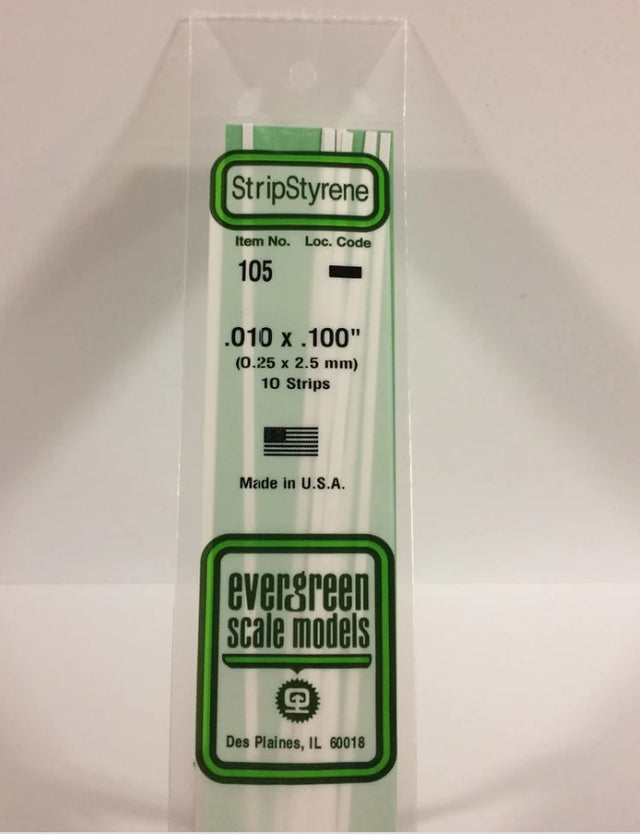 StripStyrene
Item No. Loc. Code
105
.010 x .100"
(0.25 x 2.5 mm)
10 Strips
Made in U.S.A.
evergreen
scale models
Des Plaines, IL 60018